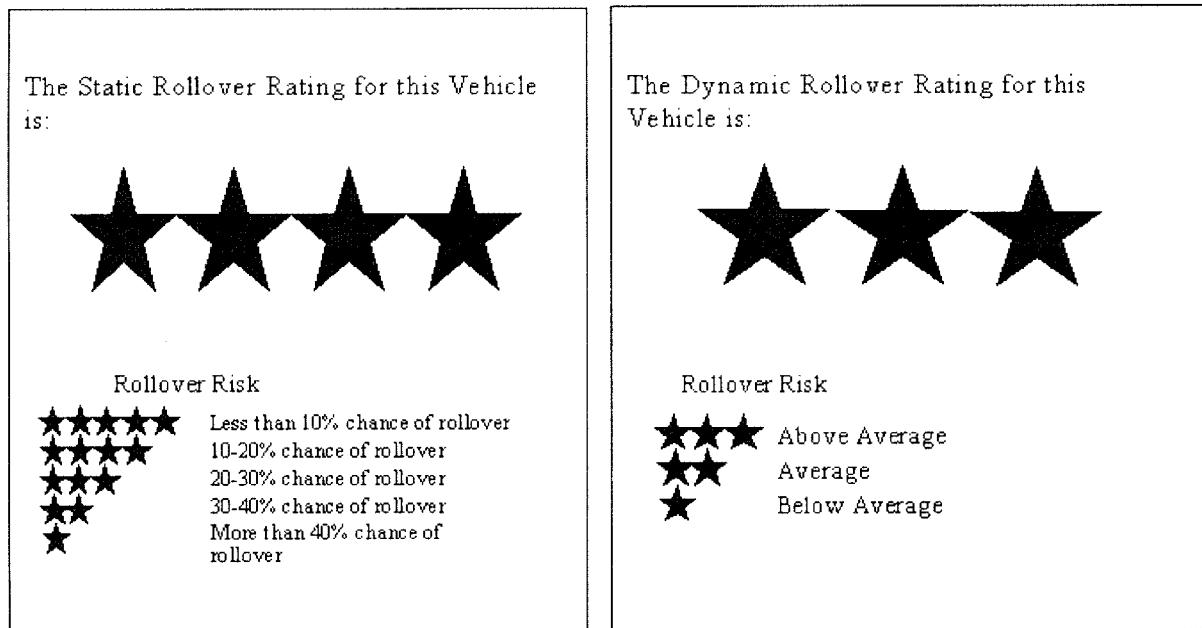 The Static Rollover Rating for this Vehicle
is:
Rollover Risk
Less than 10% chance of rollover
10-20% chance of rollover
20-30% chance of rollover
30-40% chance of rollover
More than 40% chance of
rollover
The Dynamic Rollover Rating for this
Vehicle is:
Rollover Risk
Above Average
Average
Below Average